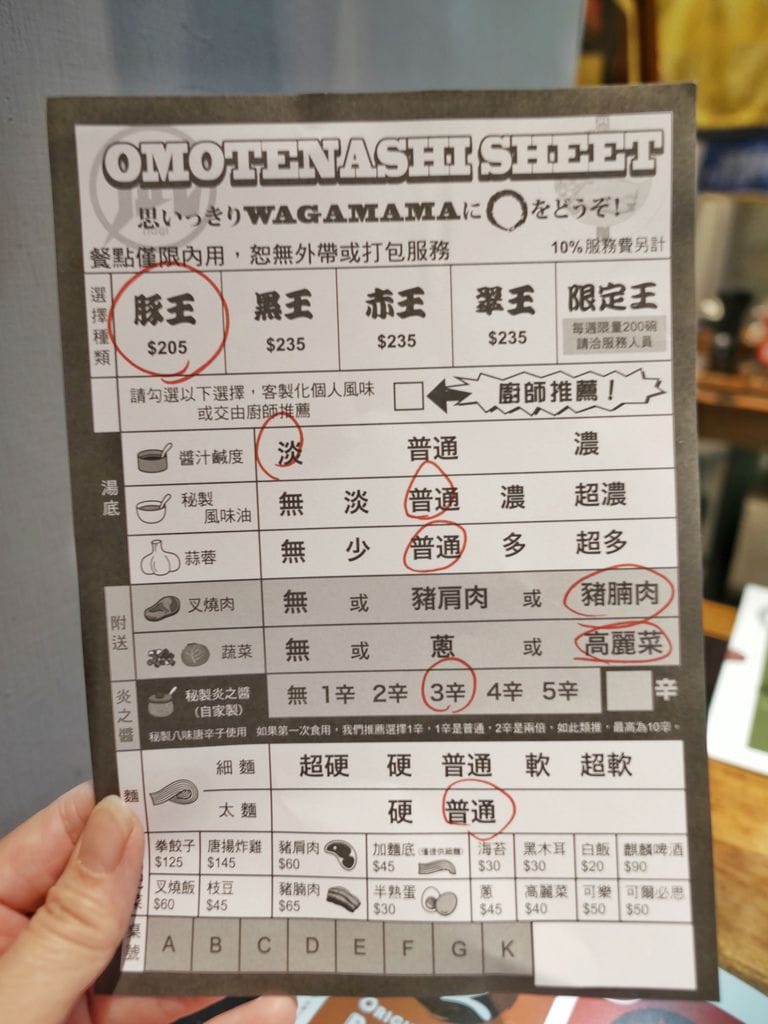 OMOTENASHI SHEET
思いっきりWAGAMAMAに◯をどうぞ!
餐點僅限內用，恕無外帶或打包服務 10%服務費另計
選擇種類
豚王 黒王 赤王 翠王 限定王
$205 $235 $235 $235 每週限量200碗 請洽服務人員
請勾選以下選擇，客製化個人風味
或交由廚師推薦
廚師推薦！
湯底
醬汁鹹度 淡 普通 濃
秘製風味油 無 淡 普通 濃 超濃
蒜蓉 無 少 普通 多 超多
附送
叉燒肉 無 或 豬肩肉 或 豬腩肉
蔬菜 無 或 蔥 或 高麗菜
炎之醬
秘製炎之醬(自家製) 無 1辛 2辛 3辛 4辛 5辛 辛
秘製八味唐辛子使用 如果第一次食用，我們推薦選擇1辛，1辛是普通，2辛是兩倍，如此類推，最高為10辛。
麵
細麵 超硬 硬 普通 軟 超軟
太麵 硬 普通
拳餃子 唐揚炸雞 豬肩肉 加麵底(僅提供細麵) 海苔 黑木耳 白飯 麒麟啤酒
$125 $145 $60 $45 $30 $30 $20 $90
叉燒飯 枝豆 豬腩肉 半熟蛋 蔥 高麗菜 可樂 可爾必思
$60 $45 $65 $30 $45 $40 $50 $50
桌號
A B C D E F G K